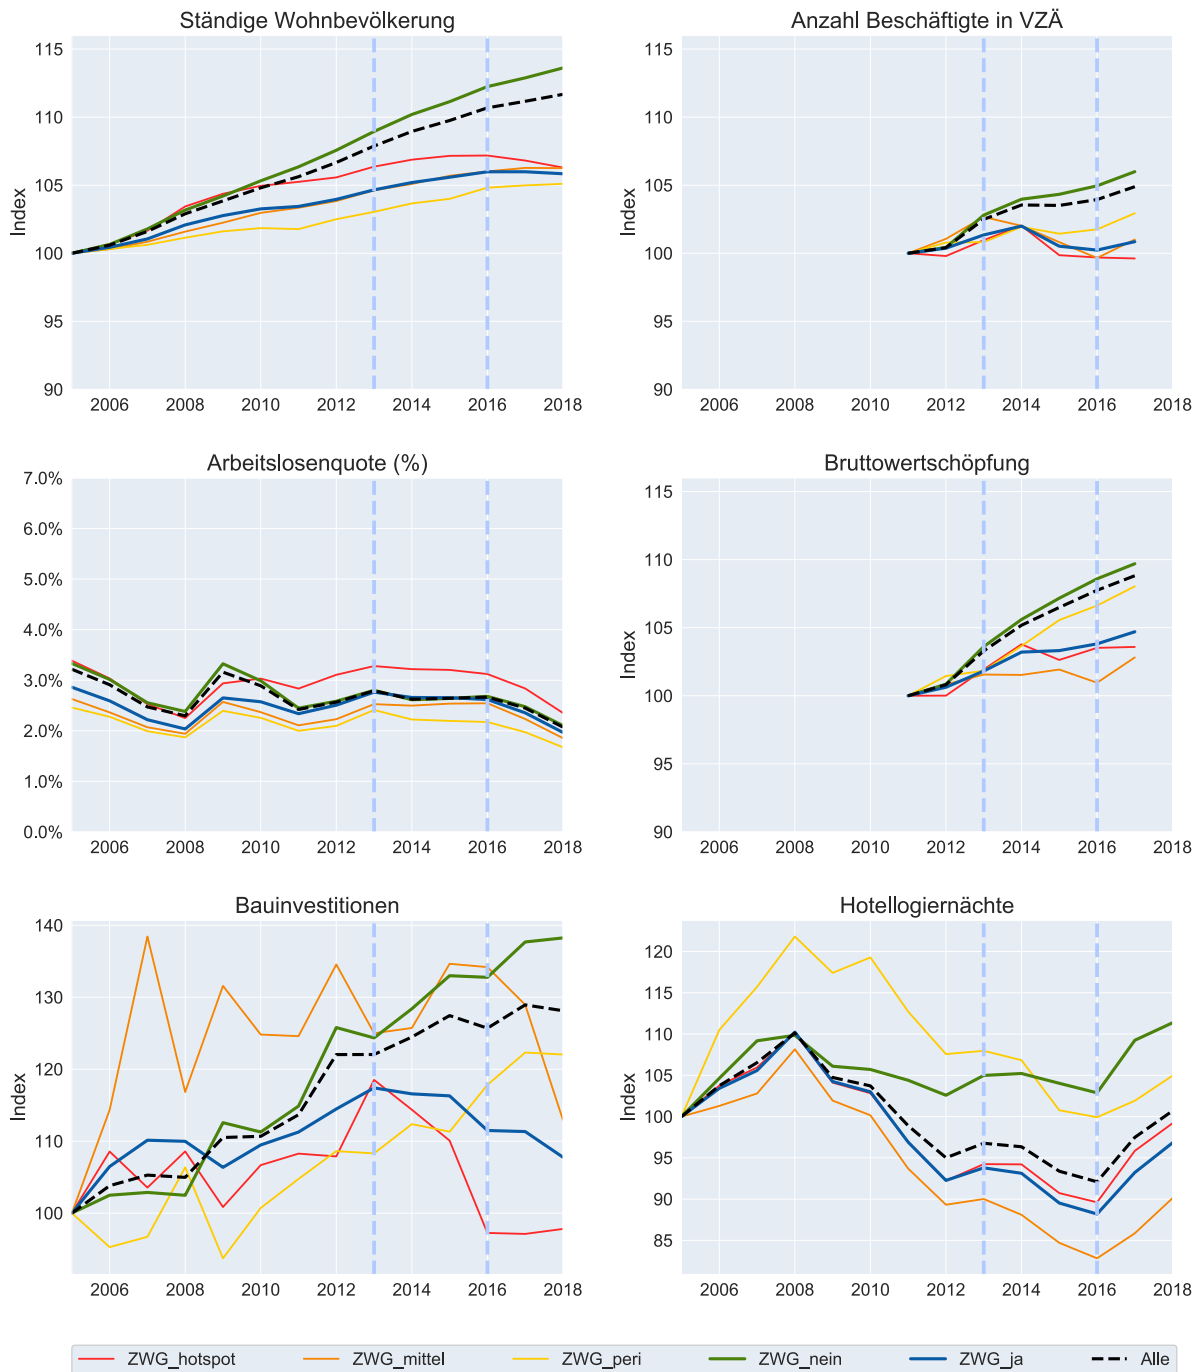 Ständige Wohnbevölkerung
Index
115
110
105
100
95
90
2006 2008 2010 2012 2014 2016 2018
Anzahl Beschäftigte in VZÄ
Index
115
110
105
100
95
90
2006 2008 2010 2012 2014 2016 2018
Arbeitslosenquote (%)
7.0%
6.0%
5.0%
4.0%
3.0%
2.0%
1.0%
0.0%
2006 2008 2010 2012 2014 2016 2018
Bruttowertschöpfung
Index
115
110
105
100
95
90
2006 2008 2010 2012 2014 2016 2018
Bauinvestitionen
Index
140
130
120
110
100
2006 2008 2010 2012 2014 2016 2018
Hotellogiernächte
Index
120
115
110
105
100
95
90
85
2006 2008 2010 2012 2014 2016 2018
ZWG_hotspot ZWG_mittel ZWG_peri ZWG_nein ZWG_ja Alle